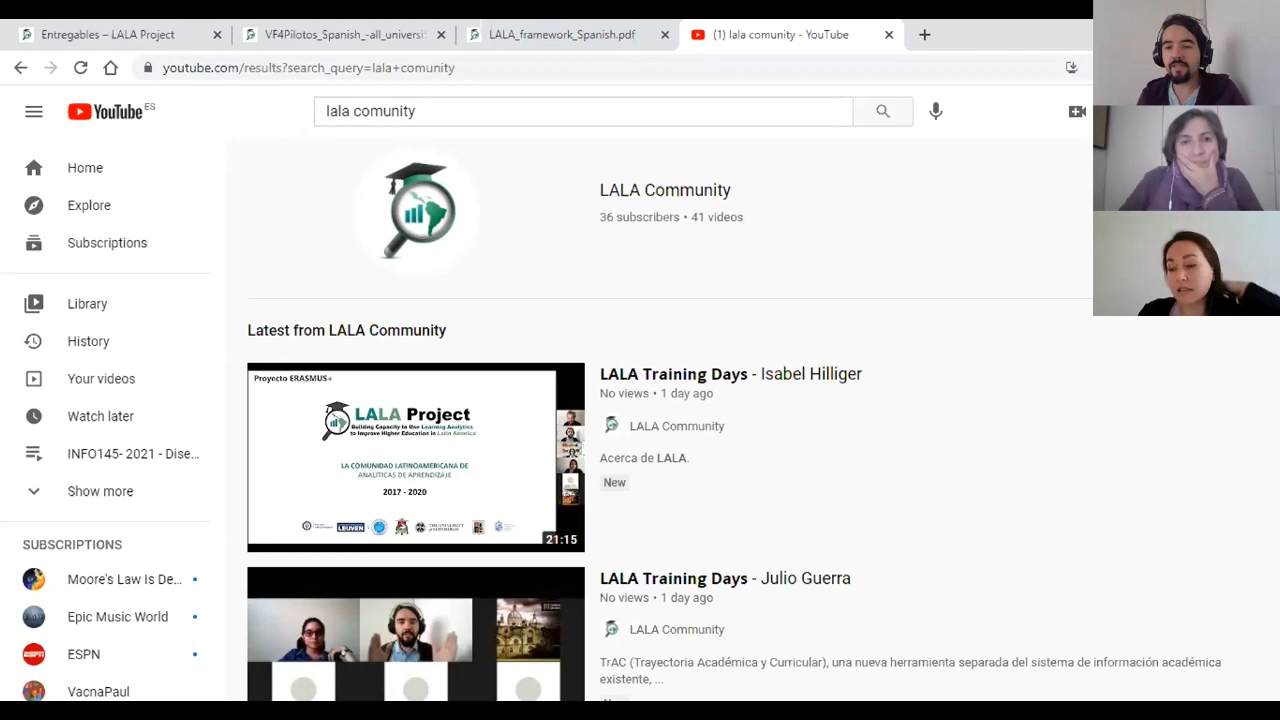 Entregables – LALA Project
VF4Pilotos_Spanish_-all_universit
LALA_framework_Spanish.pdf
(1) lala comunity - YouTube
youtube.com/results?search_query=lala+comunity
YouTube ES
lala comunity
Home
Explore
Subscriptions
Library
History
Your videos
Watch later
INFO145- 2021 - Dise...
Show more
SUBSCRIPTIONS
Moore's Law Is De...
Epic Music World
ESPN
VacnaPaul
LALA Community
36 subscribers • 41 videos
Latest from LALA Community
Proyecto ERASMUS+
LALA Project
Building Capacity to Use Learning Analytics
to Improve Higher Education in Latin America
LA COMUNIDAD LATINOAMERICANA DE
ANALÍTICAS DE APRENDIZAJE
2017 - 2020
LEUVEN
21:15
LALA Training Days - Isabel Hilliger
No views • 1 day ago
LALA Community
Acerca de LALA.
New
LALA Training Days - Julio Guerra
No views • 1 day ago
LALA Community
TrAC (Trayectoria Académica y Curricular), una nueva herramienta separada del sistema de información académica
existente, ...